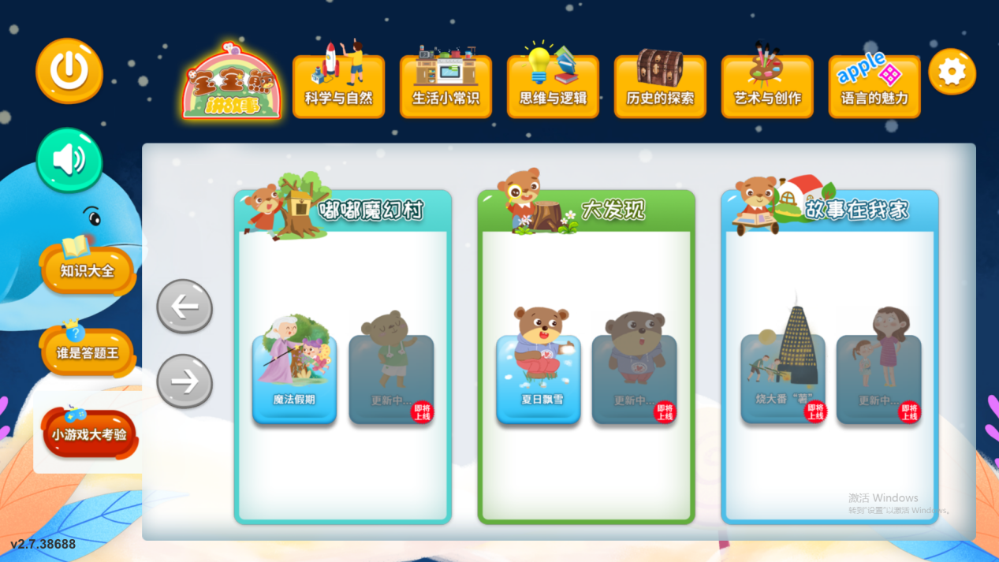 宝宝熊
讲故事
科学与自然
生活小常识
思维与逻辑
历史的探索
艺术与创作
apple
语言的魅力
知识大全
?
谁是答题王
小游戏大考验
嘟嘟魔幻村
大发现
故事在我家
魔法假期
更新中...
即将
上线
夏日飘雪
更新中...
即将
上线
烧大番“薯”
即将
上线
更新中...
即将
上线
激活 Windows
转到"设置"以激活 Windows。
v2.7.38688